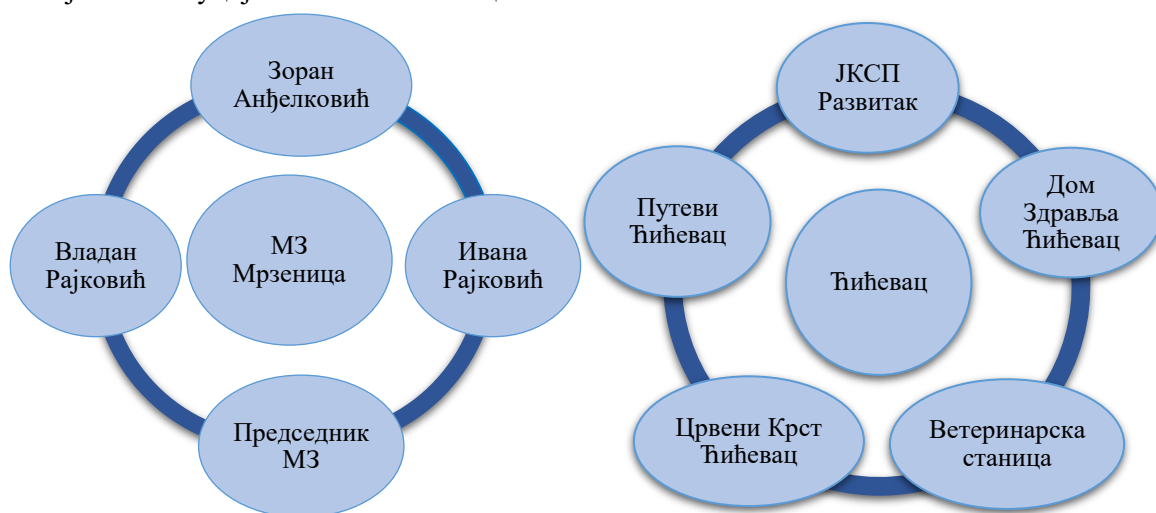 Зоран
Анђелковић
Владан
Рајковић
МЗ
Мрзеница
Ивана
Рајковић
Председник
МЗ
ЈКСП
Развитак
Путеви
Ћићевац
Дом
Здравља
Ћићевац
Ћићевац
Црвени Крст
Ћићевац
Ветеринарска
станица